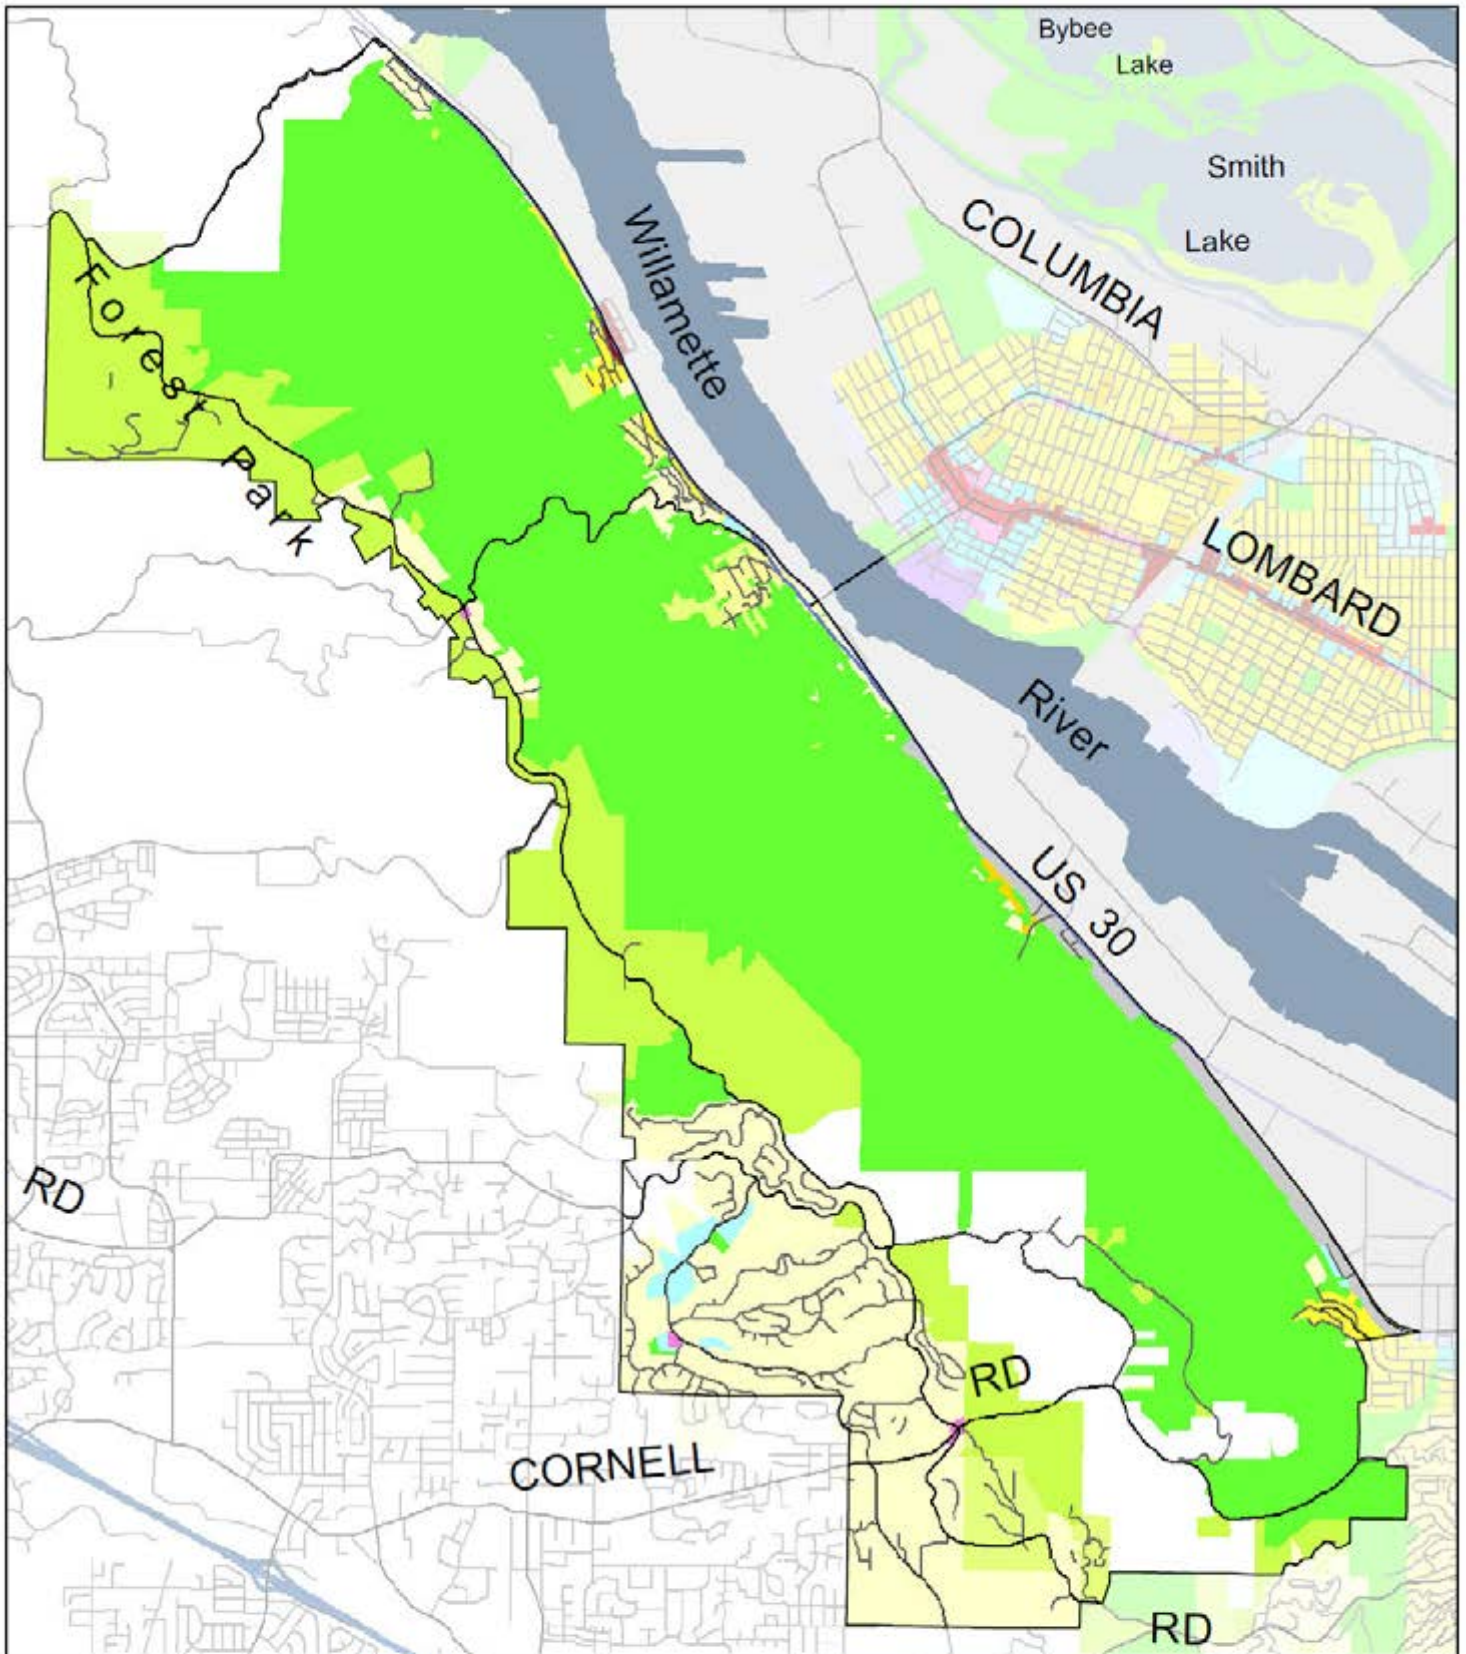 Bybee
Lake
Smith
Lake
COLUMBIA
Willamette
Forest
Park
LOMBARD
River
US 30
RD
RD
CORNELL
RD